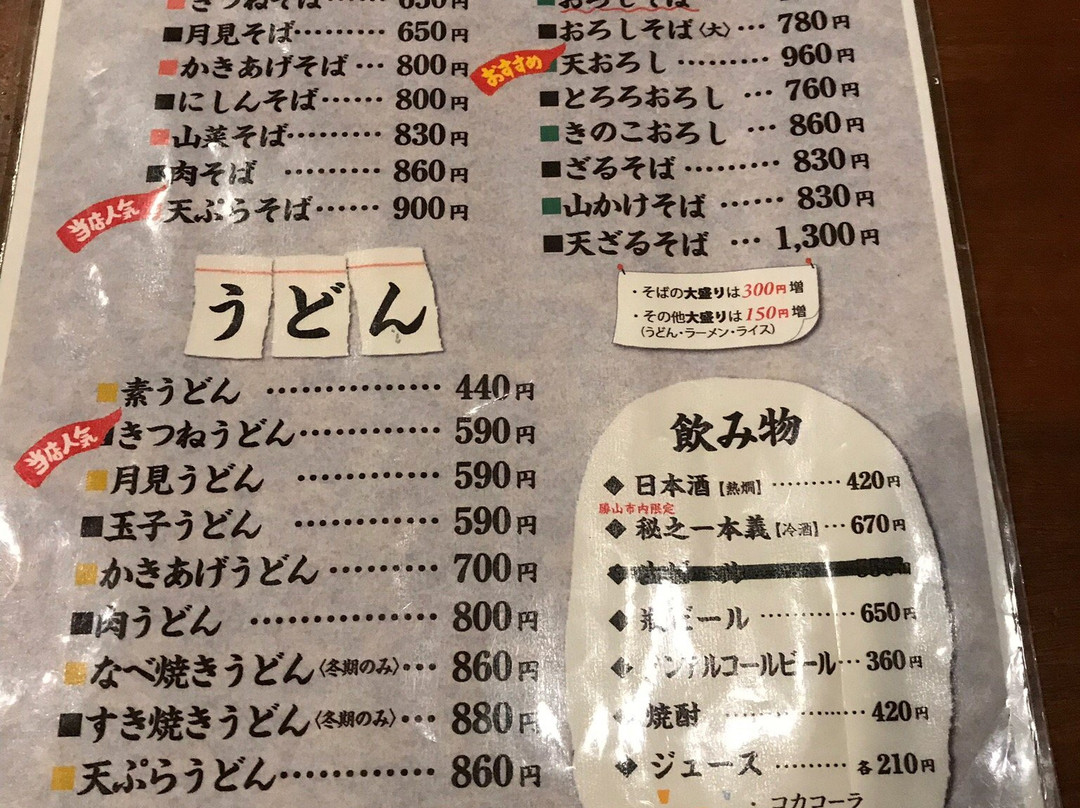 きつねそば 650円
月見そば 650円
かきあげそば … 800円
にしんそば…… 800円
山菜そば……… 830円
肉そば ……… 860円
当店人気
天ぷらそば…… 900円
おろしそば
おろしそば〈大〉… 780円
おすすめ
天おろし ……… 960円
とろろおろし … 760円
きのこおろし … 860円
ざるそば ……… 830円
山かけそば …… 830円
天ざるそば … 1,300円
・そばの大盛りは300円増
・その他大盛りは150円増
(うどん・ラーメン・ライス)
うどん
素うどん …………… 440円
当店人気
きつねうどん………… 590円
月見うどん ………… 590円
玉子うどん ………… 590円
かきあげうどん……… 700円
肉うどん …………… 800円
なべ焼きうどん〈冬期のみ〉… 860円
すき焼きうどん〈冬期のみ〉… 880円
天ぷらうどん………… 860円
飲み物
日本酒【熱燗】……… 420円
勝山市内限定
秘之一本義【冷酒】… 670円
瓶ビール ………… 650円
ノンアルコールビール… 360円
焼酎 …………… 420円
ジュース ……… 各210円
・コカコーラ